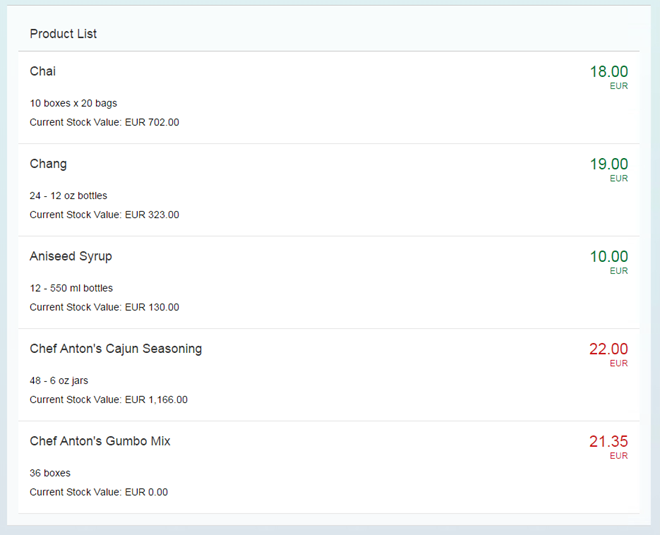 Product List
Chai
18.00
EUR
10 boxes x 20 bags
Current Stock Value: EUR 702.00
Chang
19.00
EUR
24 - 12 oz bottles
Current Stock Value: EUR 323.00
Aniseed Syrup
10.00
EUR
12 - 550 ml bottles
Current Stock Value: EUR 130.00
Chef Anton's Cajun Seasoning
22.00
EUR
48 - 6 oz jars
Current Stock Value: EUR 1,166.00
Chef Anton's Gumbo Mix
21.35
EUR
36 boxes
Current Stock Value: EUR 0.00